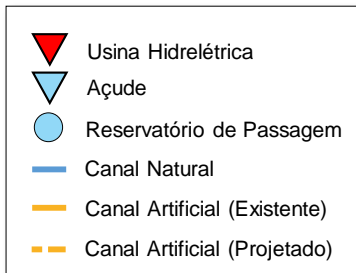 Usina Hidrelétrica
Açude
Reservatório de Passagem
Canal Natural
Canal Artificial (Existente)
Canal Artificial (Projetado)